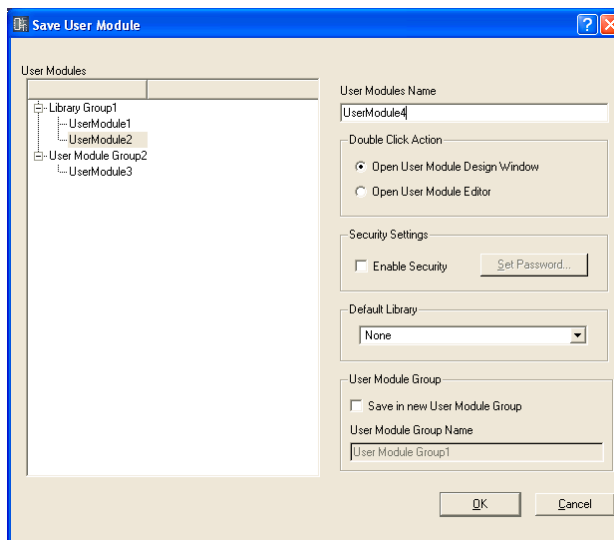 Save User Module
User Modules
Library Group1
UserModule1
UserModule2
User Module Group2
UserModule3
User Modules Name
UserModule4
Double Click Action
Open User Module Design Window
Open User Module Editor
Security Settings
Enable Security
Set Password...
Default Library
None
User Module Group
Save in new User Module Group
User Module Group Name
User Module Group1
OK
Cancel